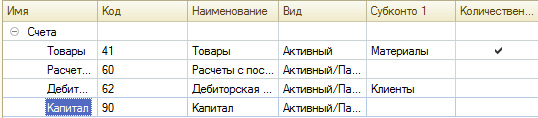 Имя Код Наименование Вид Субконто 1 Количествен...
Счета
Товары 41 Товары Активный Материалы
Расчет... 60 Расчеты с пос... Активный/Па...
Дебит... 62 Дебиторская ... Активный/Па... Клиенты
Капитал 90 Капитал Активный/Па...